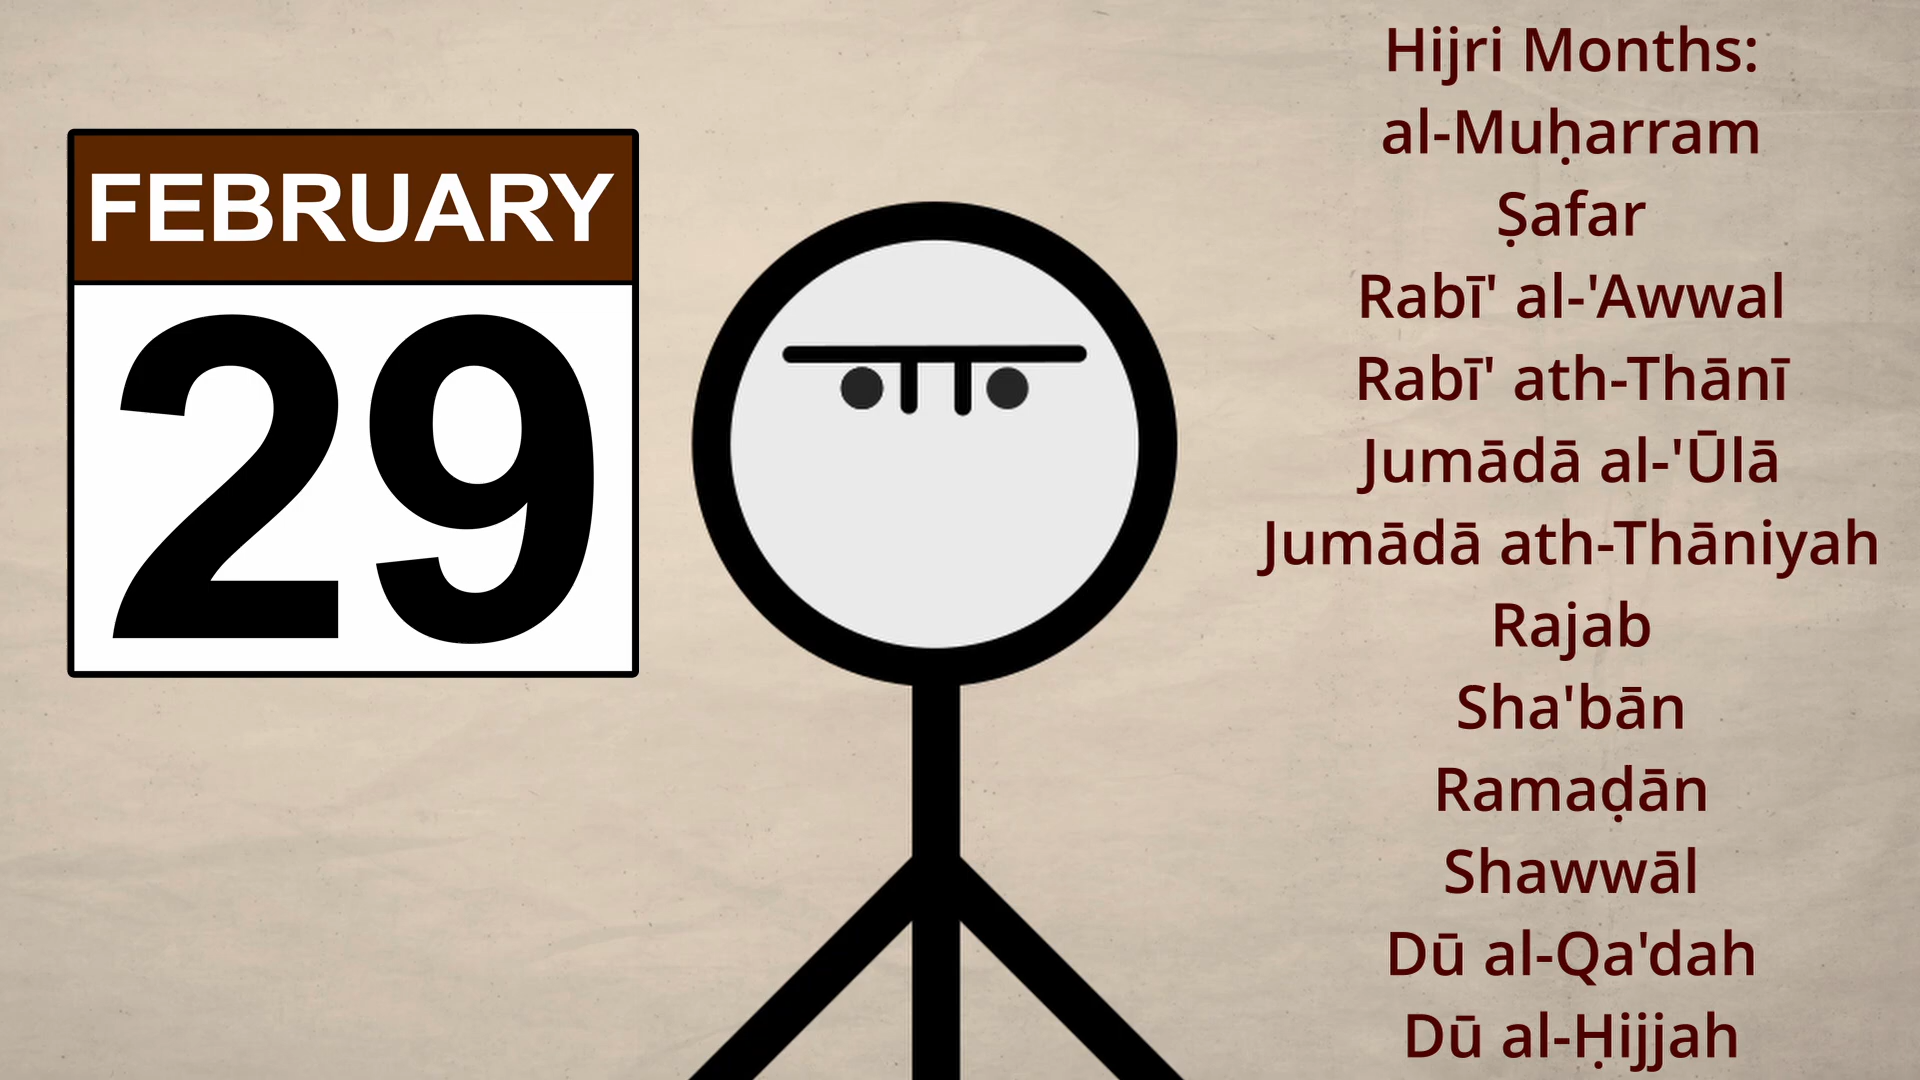 FEBRUARY
29
Hijri Months:
al-Muḥarram
Ṣafar
Rabī' al-'Awwal
Rabī' ath-Thānī
Jumādā al-'Ūlā
Jumādā ath-Thāniyah
Rajab
Sha'bān
Ramaḍān
Shawwāl
Dū al-Qa'dah
Dū al-Ḥijjah